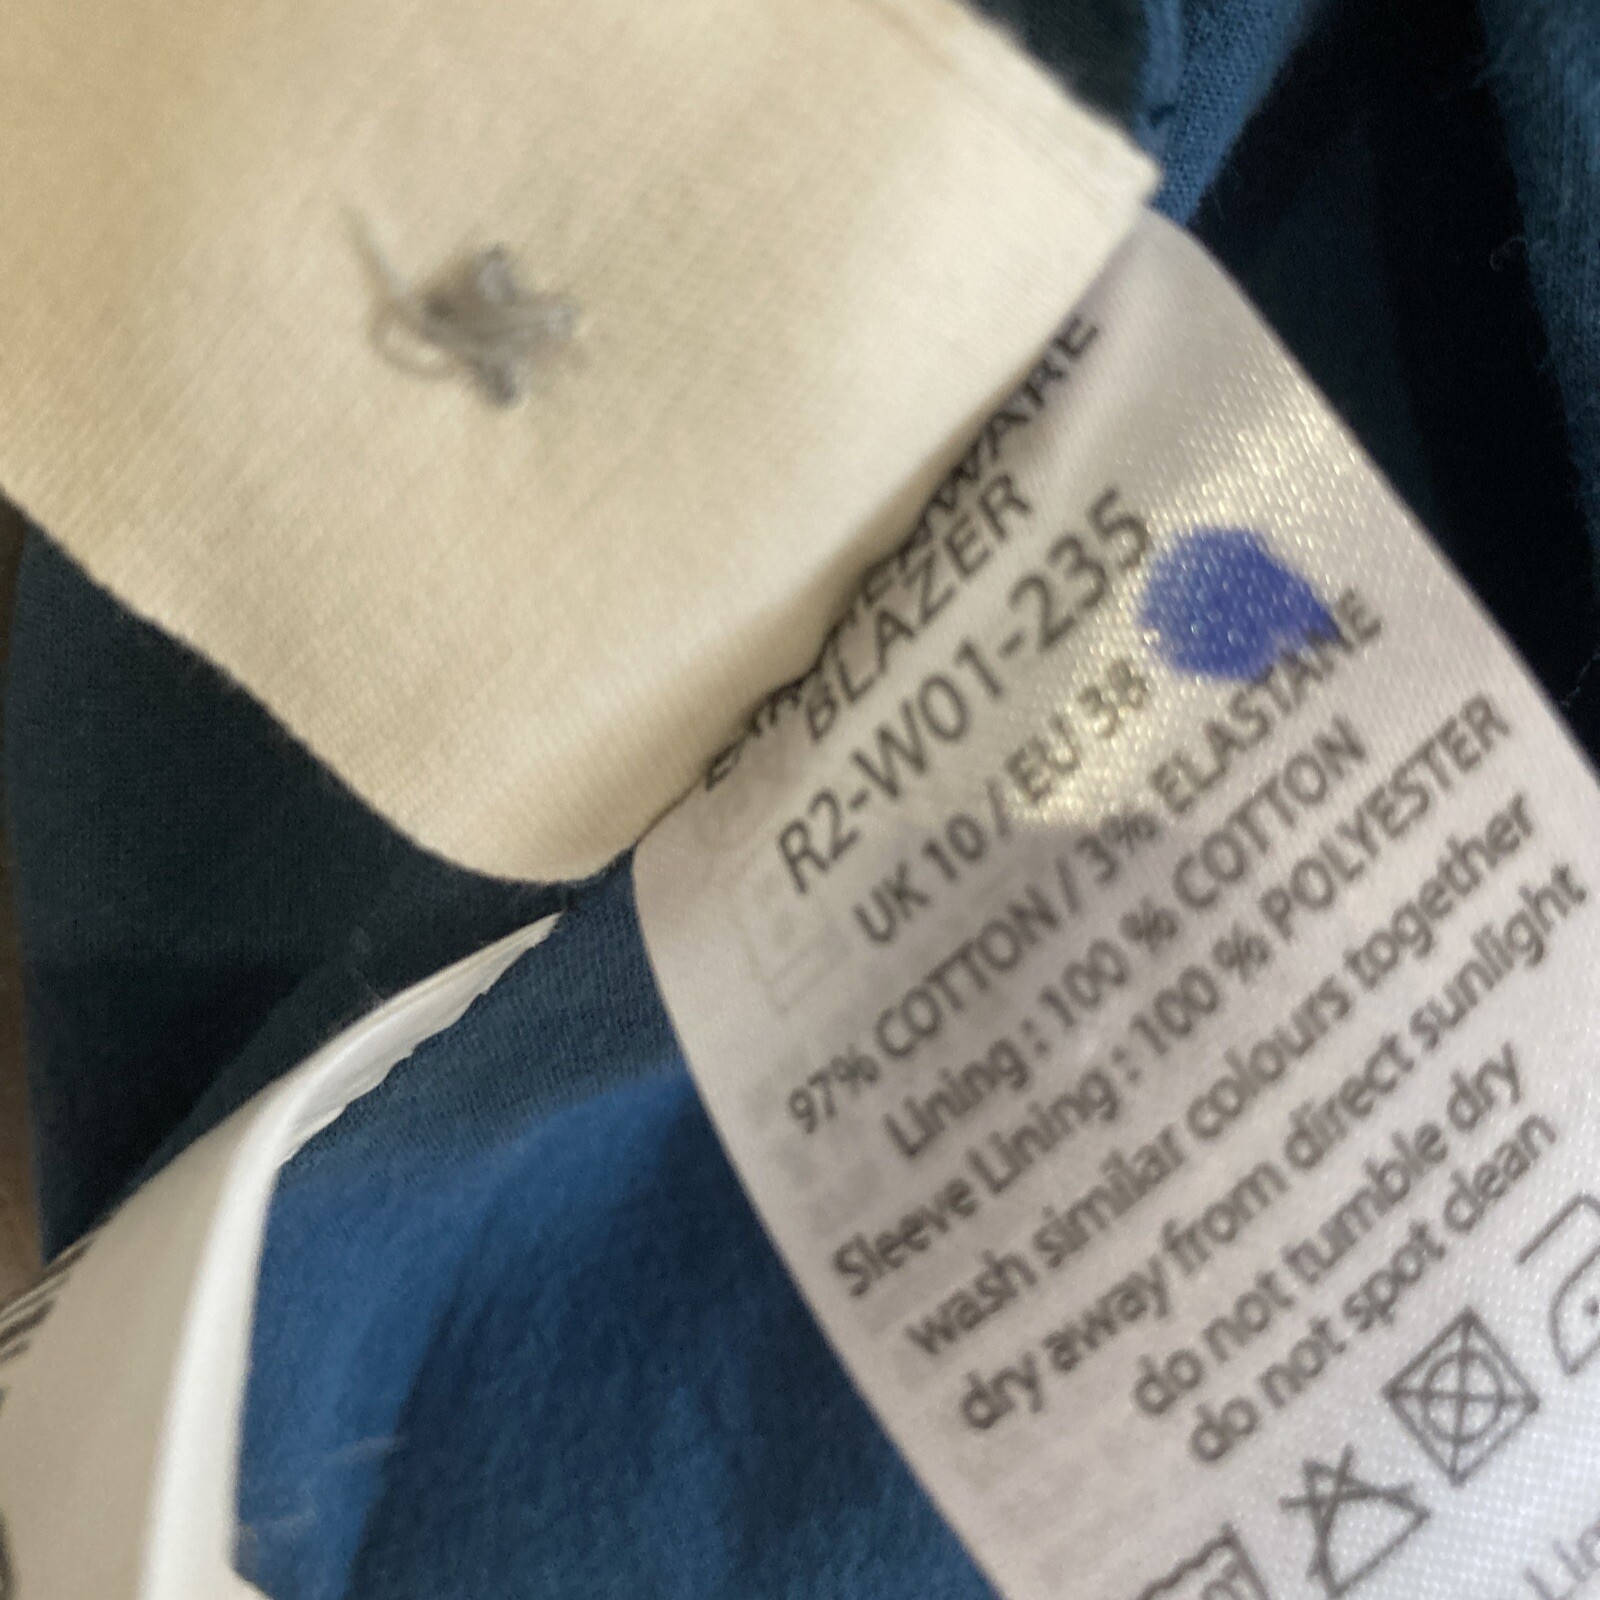 BLAZER
R2-W01-235
UK 10 / EU 38
97% COTTON / 3% ELASTANE
Lining : 100 % COTTON
Sleeve Lining : 100 % POLYESTER
wash similar colours together
dry away from direct sunlight
do not tumble dry
do not spot clean